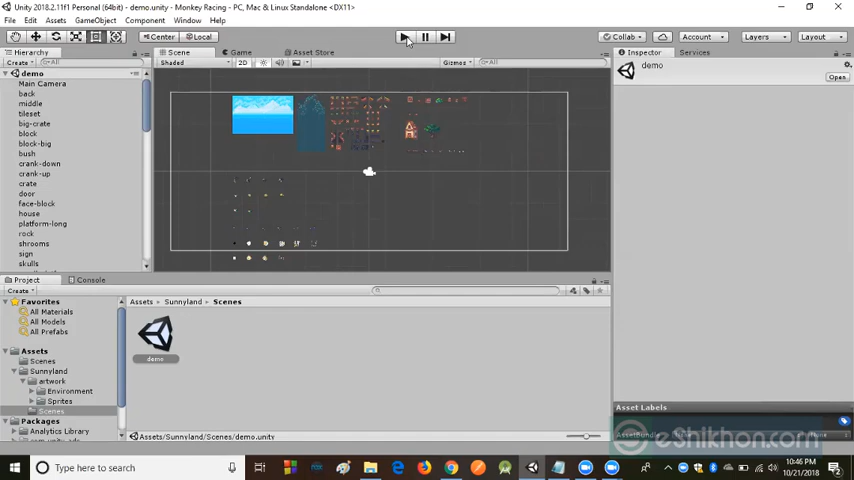 Unity 2018.2.11f1 Personal (64bit) - demo.unity - Monkey Racing - PC, Mac & Linux Standalone <DX11>
File Edit Assets GameObject Component Window Help
Center Local Collab Account Layers Layout
Hierarchy Scene Game Asset Store Inspector Services
Create All Shaded 2D Gizmos All demo
demo
Open
Main Camera
back
middle
tileset
big-crate
block
block-big
bush
crank-down
crank-up
crate
door
face-block
house
platform-long
rock
shrooms
sign
skulls
Project Console
Create
Favorites Assets Sunnyland Scenes
All Materials
All Models
All Prefabs
Assets demo
Scenes
Sunnyland
artwork
Environment
Sprites
Scenes Asset Labels
Packages
Analytics Library
Assets/Sunnyland/Scenes/demo.unity AssetBundle
eShikhon.com
Type here to search
10:46 PM
10/21/2018
2